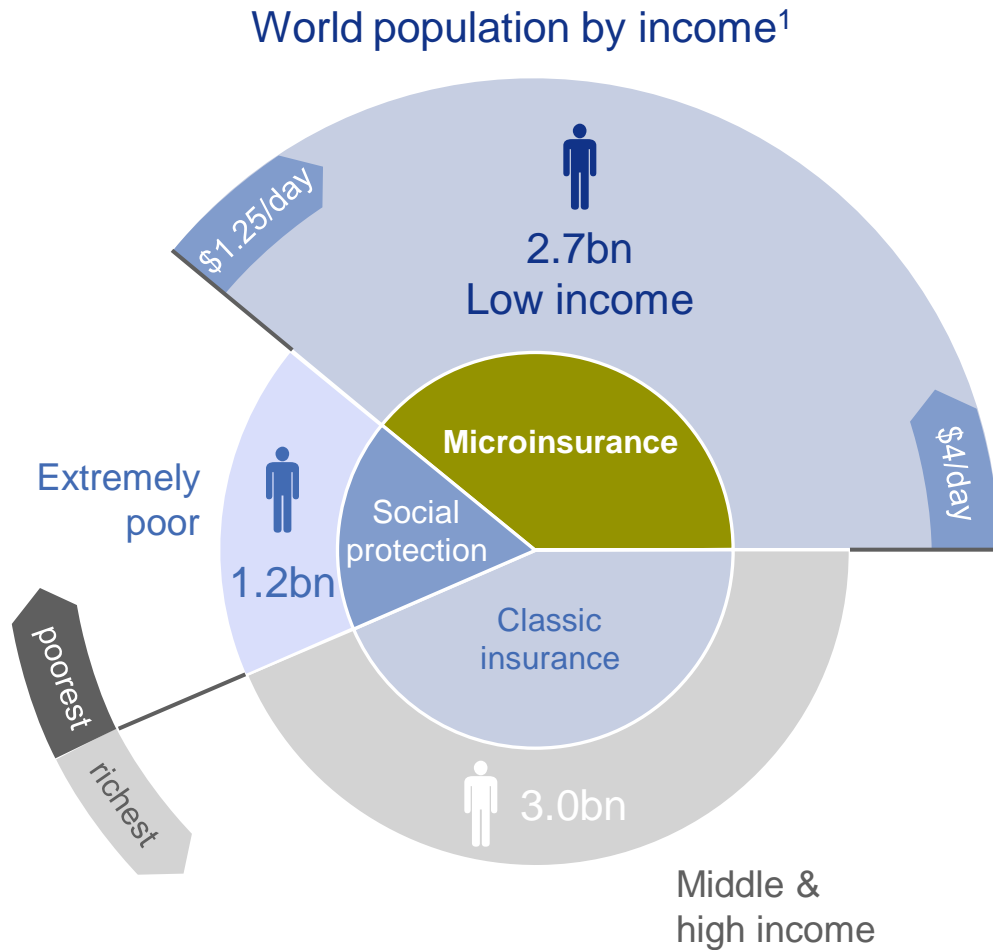 World population by income¹
$1.25/day
2.7bn
Low income
$4/day
Microinsurance
Extremely
poor
1.2bn
Social
protection
Classic
insurance
poorest
richest
3.0bn
Middle &
high income